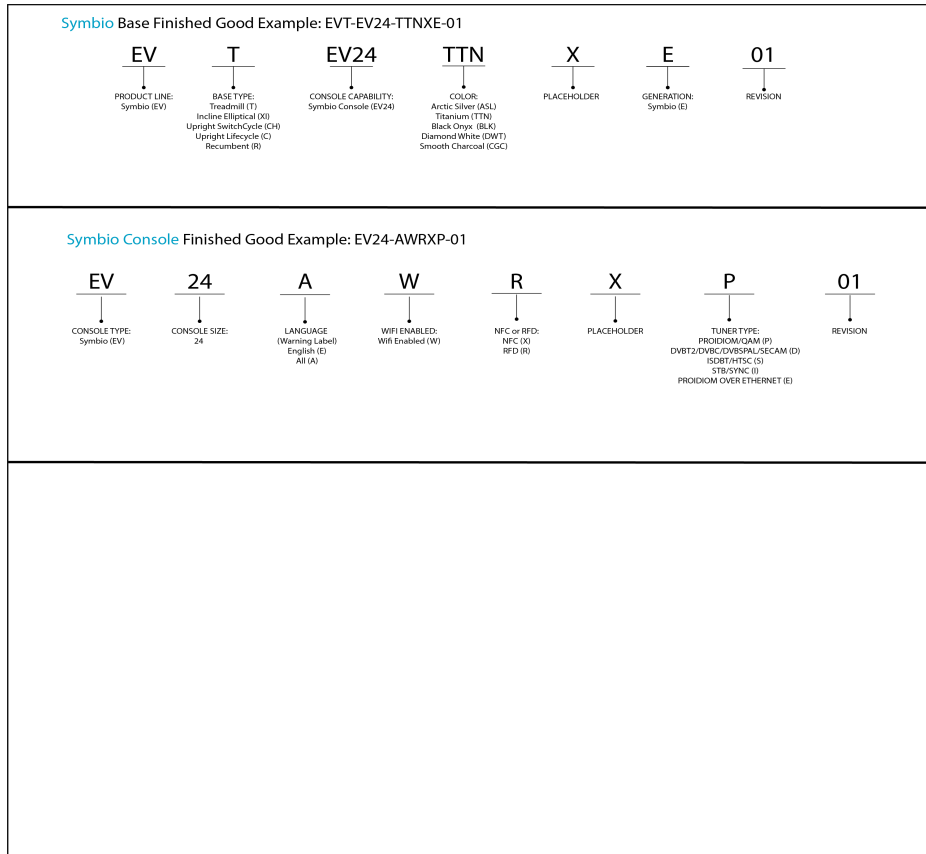 Symbio Base Finished Good Example: EVT-EV24-TTNXE-01
EV T EV24 TTN X E 01
PRODUCT LINE:
Symbio (EV)
BASE TYPE:
Treadmill (T)
Incline Elliptical (XI)
Upright SwitchCycle (CH)
Upright Lifecycle (C)
Recumbent (R)
CONSOLE CAPABILITY:
Symbio Console (EV24)
COLOR:
Arctic Silver (ASL)
Titanium (TTN)
Black Onyx (BLK)
Diamond White (DWT)
Smooth Charcoal (CGC)
PLACEHOLDER
GENERATION:
Symbio (E)
REVISION
Symbio Console Finished Good Example: EV24-AWRXP-01
EV 24 A W R X P 01
CONSOLE TYPE:
Symbio (EV)
CONSOLE SIZE:
24
LANGUAGE
(Warning Label)
English (E)
All (A)
WIFI ENABLED:
Wifi Enabled (W)
NFC or RFD:
NFC (X)
RFD (R)
PLACEHOLDER
TUNER TYPE:
PROIDIOM/QAM (P)
DVBT2/DVBC/DVBSPAL/SECAM (D)
ISDBT/HTSC (S)
STB/SYNC (I)
PROIDIOM OVER ETHERNET (E)
REVISION